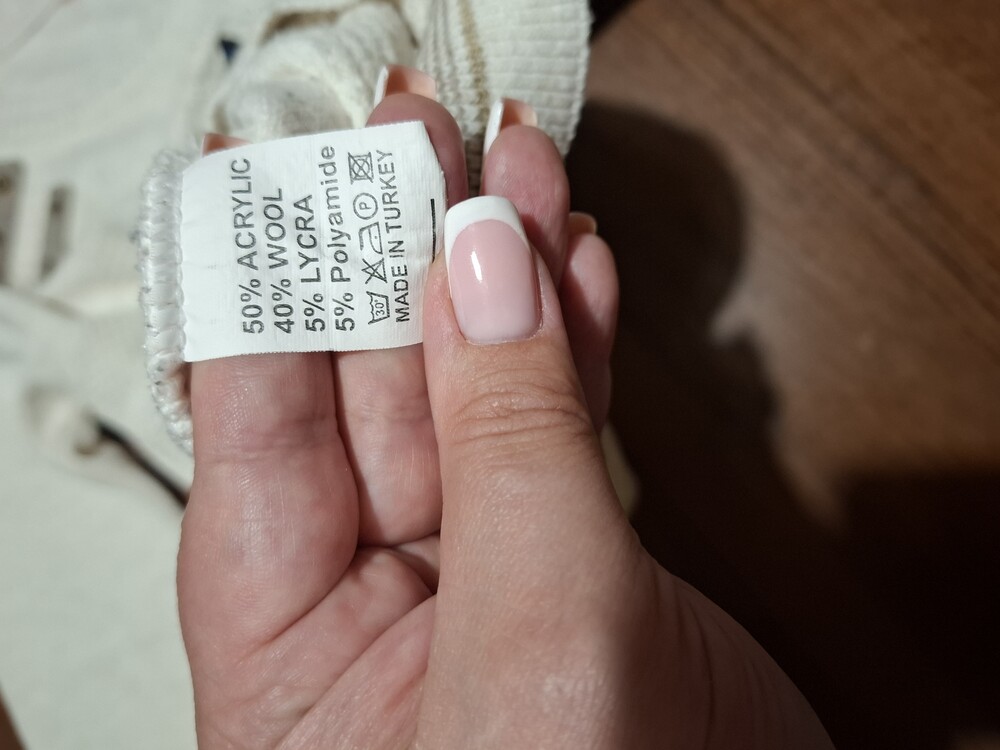 50% ACRYLIC
40% WOOL
5% LYCRA
5% Polyamide
30° P
MADE IN TURKEY